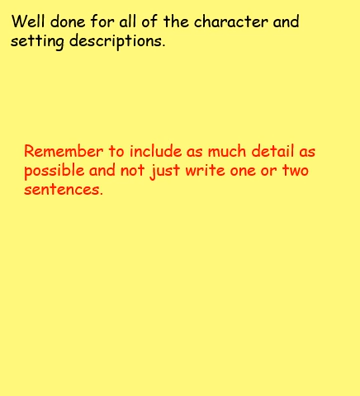 Well done for all of the character and
setting descriptions.
Remember to include as much detail as
possible and not just write one or two
sentences.